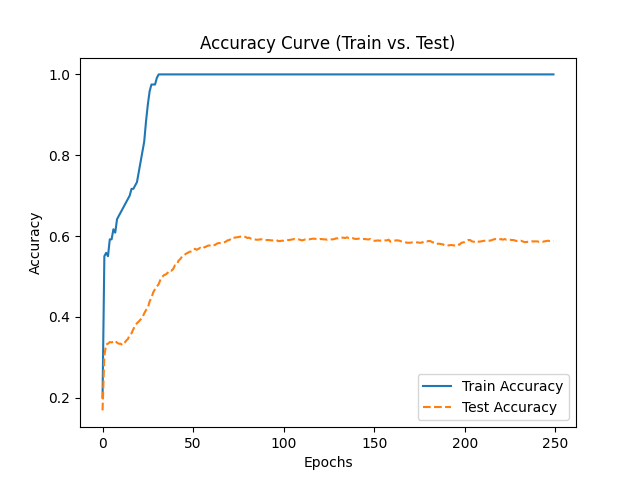 Accuracy Curve (Train vs. Test)
Accuracy
1.0
0.8
0.6
0.4
0.2
Train Accuracy
Test Accuracy
0 50 100 150 200 250
Epochs